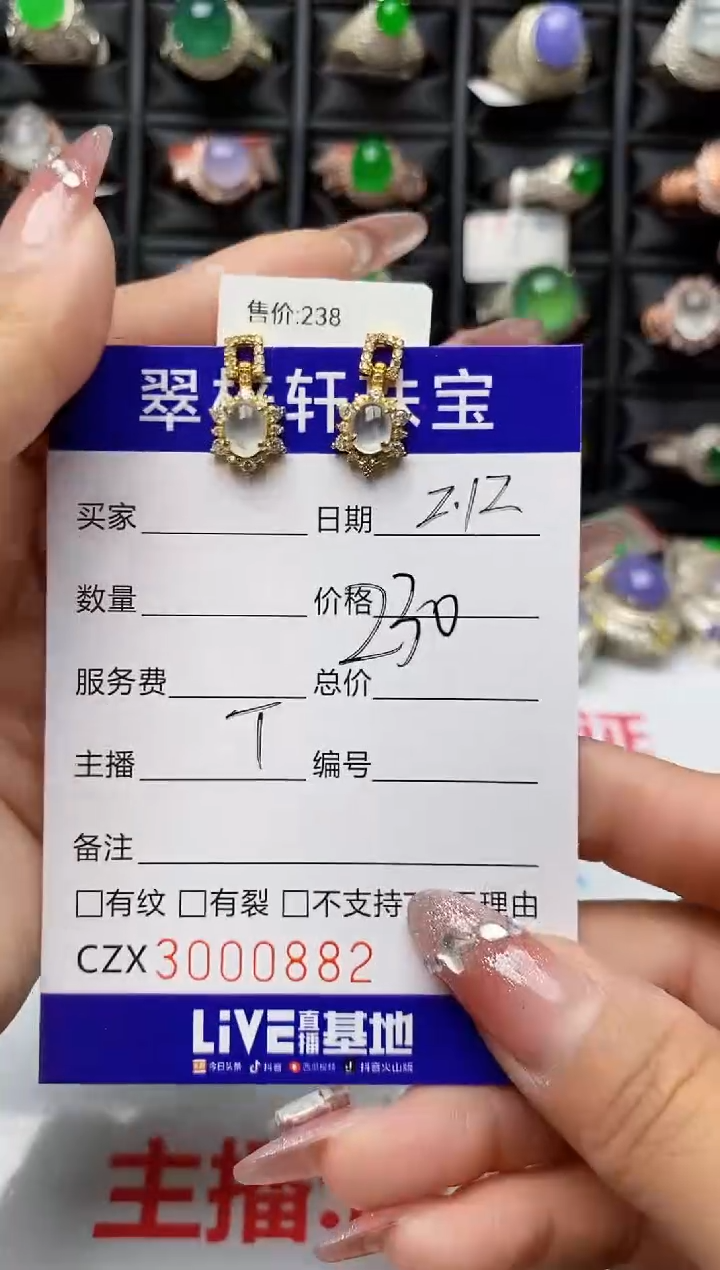 售价:238
翠 轩 珠宝
买家 日期 2.12
数量 价格 230
服务费 总价
主播 T 编号
备注
□有纹 □有裂 □不支持 理由
CZX3000882
LiVE直播基地
今日头条 抖音 西瓜视频 抖音火山版
证
主播